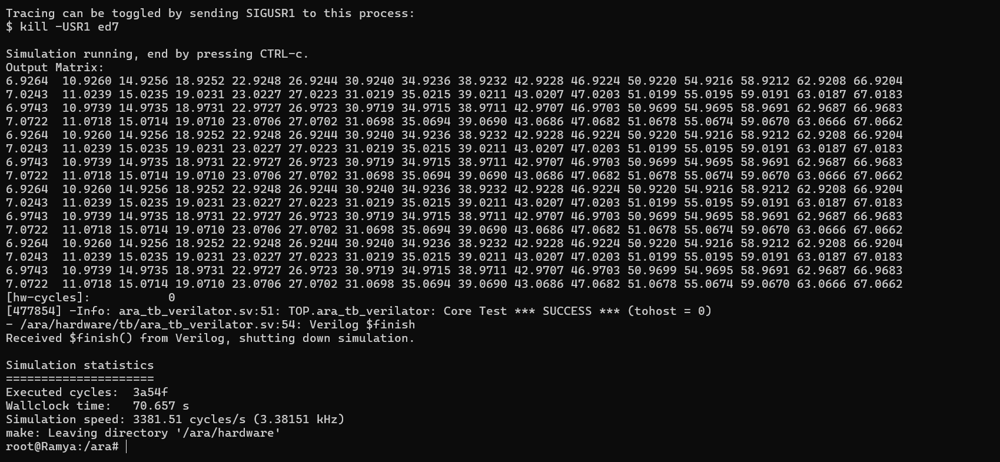 Tracing can be toggled by sending SIGUSR1 to this process:
$ kill -USR1 ed7
Simulation running, end by pressing CTRL-c.
Output Matrix:
6.9264  10.9260 14.9256 18.9252 22.9248 26.9244 30.9240 34.9236 38.9232 42.9228 46.9224 50.9220 54.9216 58.9212 62.9208 66.9204
7.0243  11.0239 15.0235 19.0231 23.0227 27.0223 31.0219 35.0215 39.0211 43.0207 47.0203 51.0199 55.0195 59.0191 63.0187 67.0183
6.9743  10.9739 14.9735 18.9731 22.9727 26.9723 30.9719 34.9715 38.9711 42.9707 46.9703 50.9699 54.9695 58.9691 62.9687 66.9683
7.0722  11.0718 15.0714 19.0710 23.0706 27.0702 31.0698 35.0694 39.0690 43.0686 47.0682 51.0678 55.0674 59.0670 63.0666 67.0662
6.9264  10.9260 14.9256 18.9252 22.9248 26.9244 30.9240 34.9236 38.9232 42.9228 46.9224 50.9220 54.9216 58.9212 62.9208 66.9204
7.0243  11.0239 15.0235 19.0231 23.0227 27.0223 31.0219 35.0215 39.0211 43.0207 47.0203 51.0199 55.0195 59.0191 63.0187 67.0183
6.9743  10.9739 14.9735 18.9731 22.9727 26.9723 30.9719 34.9715 38.9711 42.9707 46.9703 50.9699 54.9695 58.9691 62.9687 66.9683
7.0722  11.0718 15.0714 19.0710 23.0706 27.0702 31.0698 35.0694 39.0690 43.0686 47.0682 51.0678 55.0674 59.0670 63.0666 67.0662
6.9264  10.9260 14.9256 18.9252 22.9248 26.9244 30.9240 34.9236 38.9232 42.9228 46.9224 50.9220 54.9216 58.9212 62.9208 66.9204
7.0243  11.0239 15.0235 19.0231 23.0227 27.0223 31.0219 35.0215 39.0211 43.0207 47.0203 51.0199 55.0195 59.0191 63.0187 67.0183
6.9743  10.9739 14.9735 18.9731 22.9727 26.9723 30.9719 34.9715 38.9711 42.9707 46.9703 50.9699 54.9695 58.9691 62.9687 66.9683
7.0722  11.0718 15.0714 19.0710 23.0706 27.0702 31.0698 35.0694 39.0690 43.0686 47.0682 51.0678 55.0674 59.0670 63.0666 67.0662
6.9264  10.9260 14.9256 18.9252 22.9248 26.9244 30.9240 34.9236 38.9232 42.9228 46.9224 50.9220 54.9216 58.9212 62.9208 66.9204
7.0243  11.0239 15.0235 19.0231 23.0227 27.0223 31.0219 35.0215 39.0211 43.0207 47.0203 51.0199 55.0195 59.0191 63.0187 67.0183
6.9743  10.9739 14.9735 18.9731 22.9727 26.9723 30.9719 34.9715 38.9711 42.9707 46.9703 50.9699 54.9695 58.9691 62.9687 66.9683
7.0722  11.0718 15.0714 19.0710 23.0706 27.0702 31.0698 35.0694 39.0690 43.0686 47.0682 51.0678 55.0674 59.0670 63.0666 67.0662
[hw-cycles]:           0
[477854] -Info: ara_tb_verilator.sv:51: TOP.ara_tb_verilator: Core Test *** SUCCESS *** (tohost = 0)
- /ara/hardware/tb/ara_tb_verilator.sv:54: Verilog $finish
Received $finish() from Verilog, shutting down simulation.
Simulation statistics
=====================
Executed cycles:  3a54f
Wallclock time:   70.657 s
Simulation speed: 3381.51 cycles/s (3.38151 kHz)
make: Leaving directory '/ara/hardware'
root@Ramya:/ara#